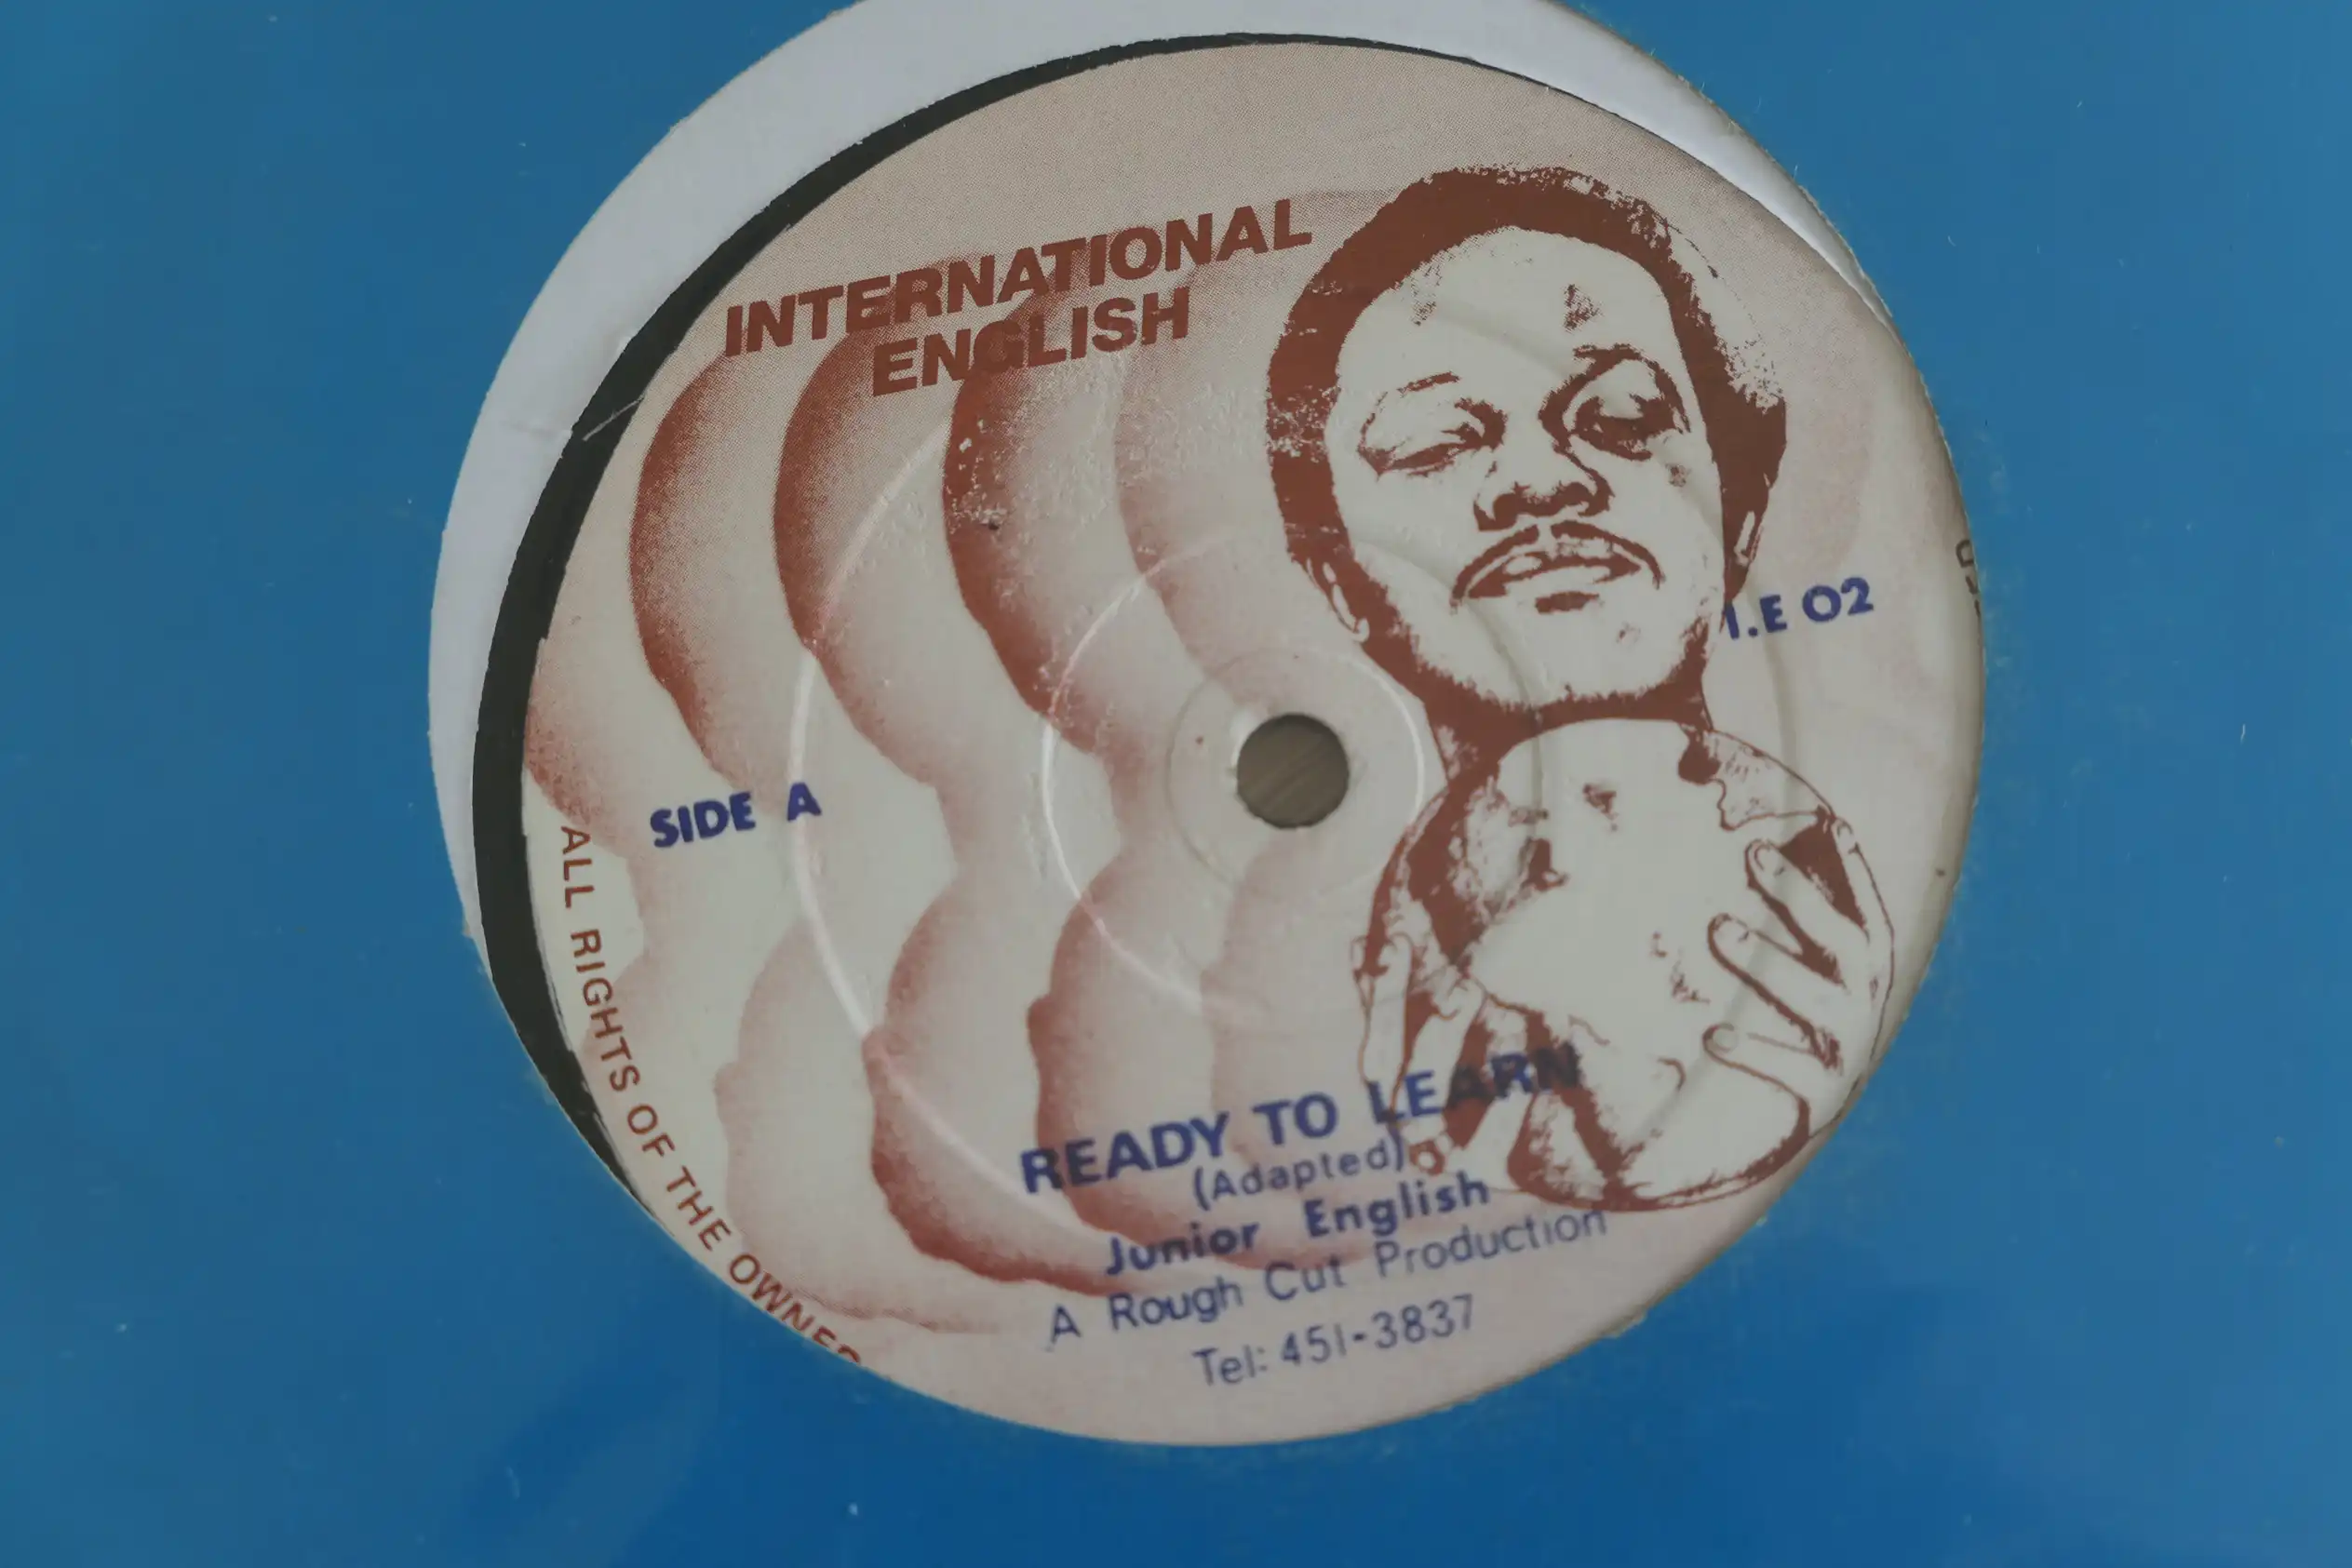 INTERNATIONAL
ENGLISH
I.E 02
SIDE A
READY TO LEARN
(Adapted)
Junior English
A Rough Cut Production
Tel: 451-3837
ALL RIGHTS OF THE